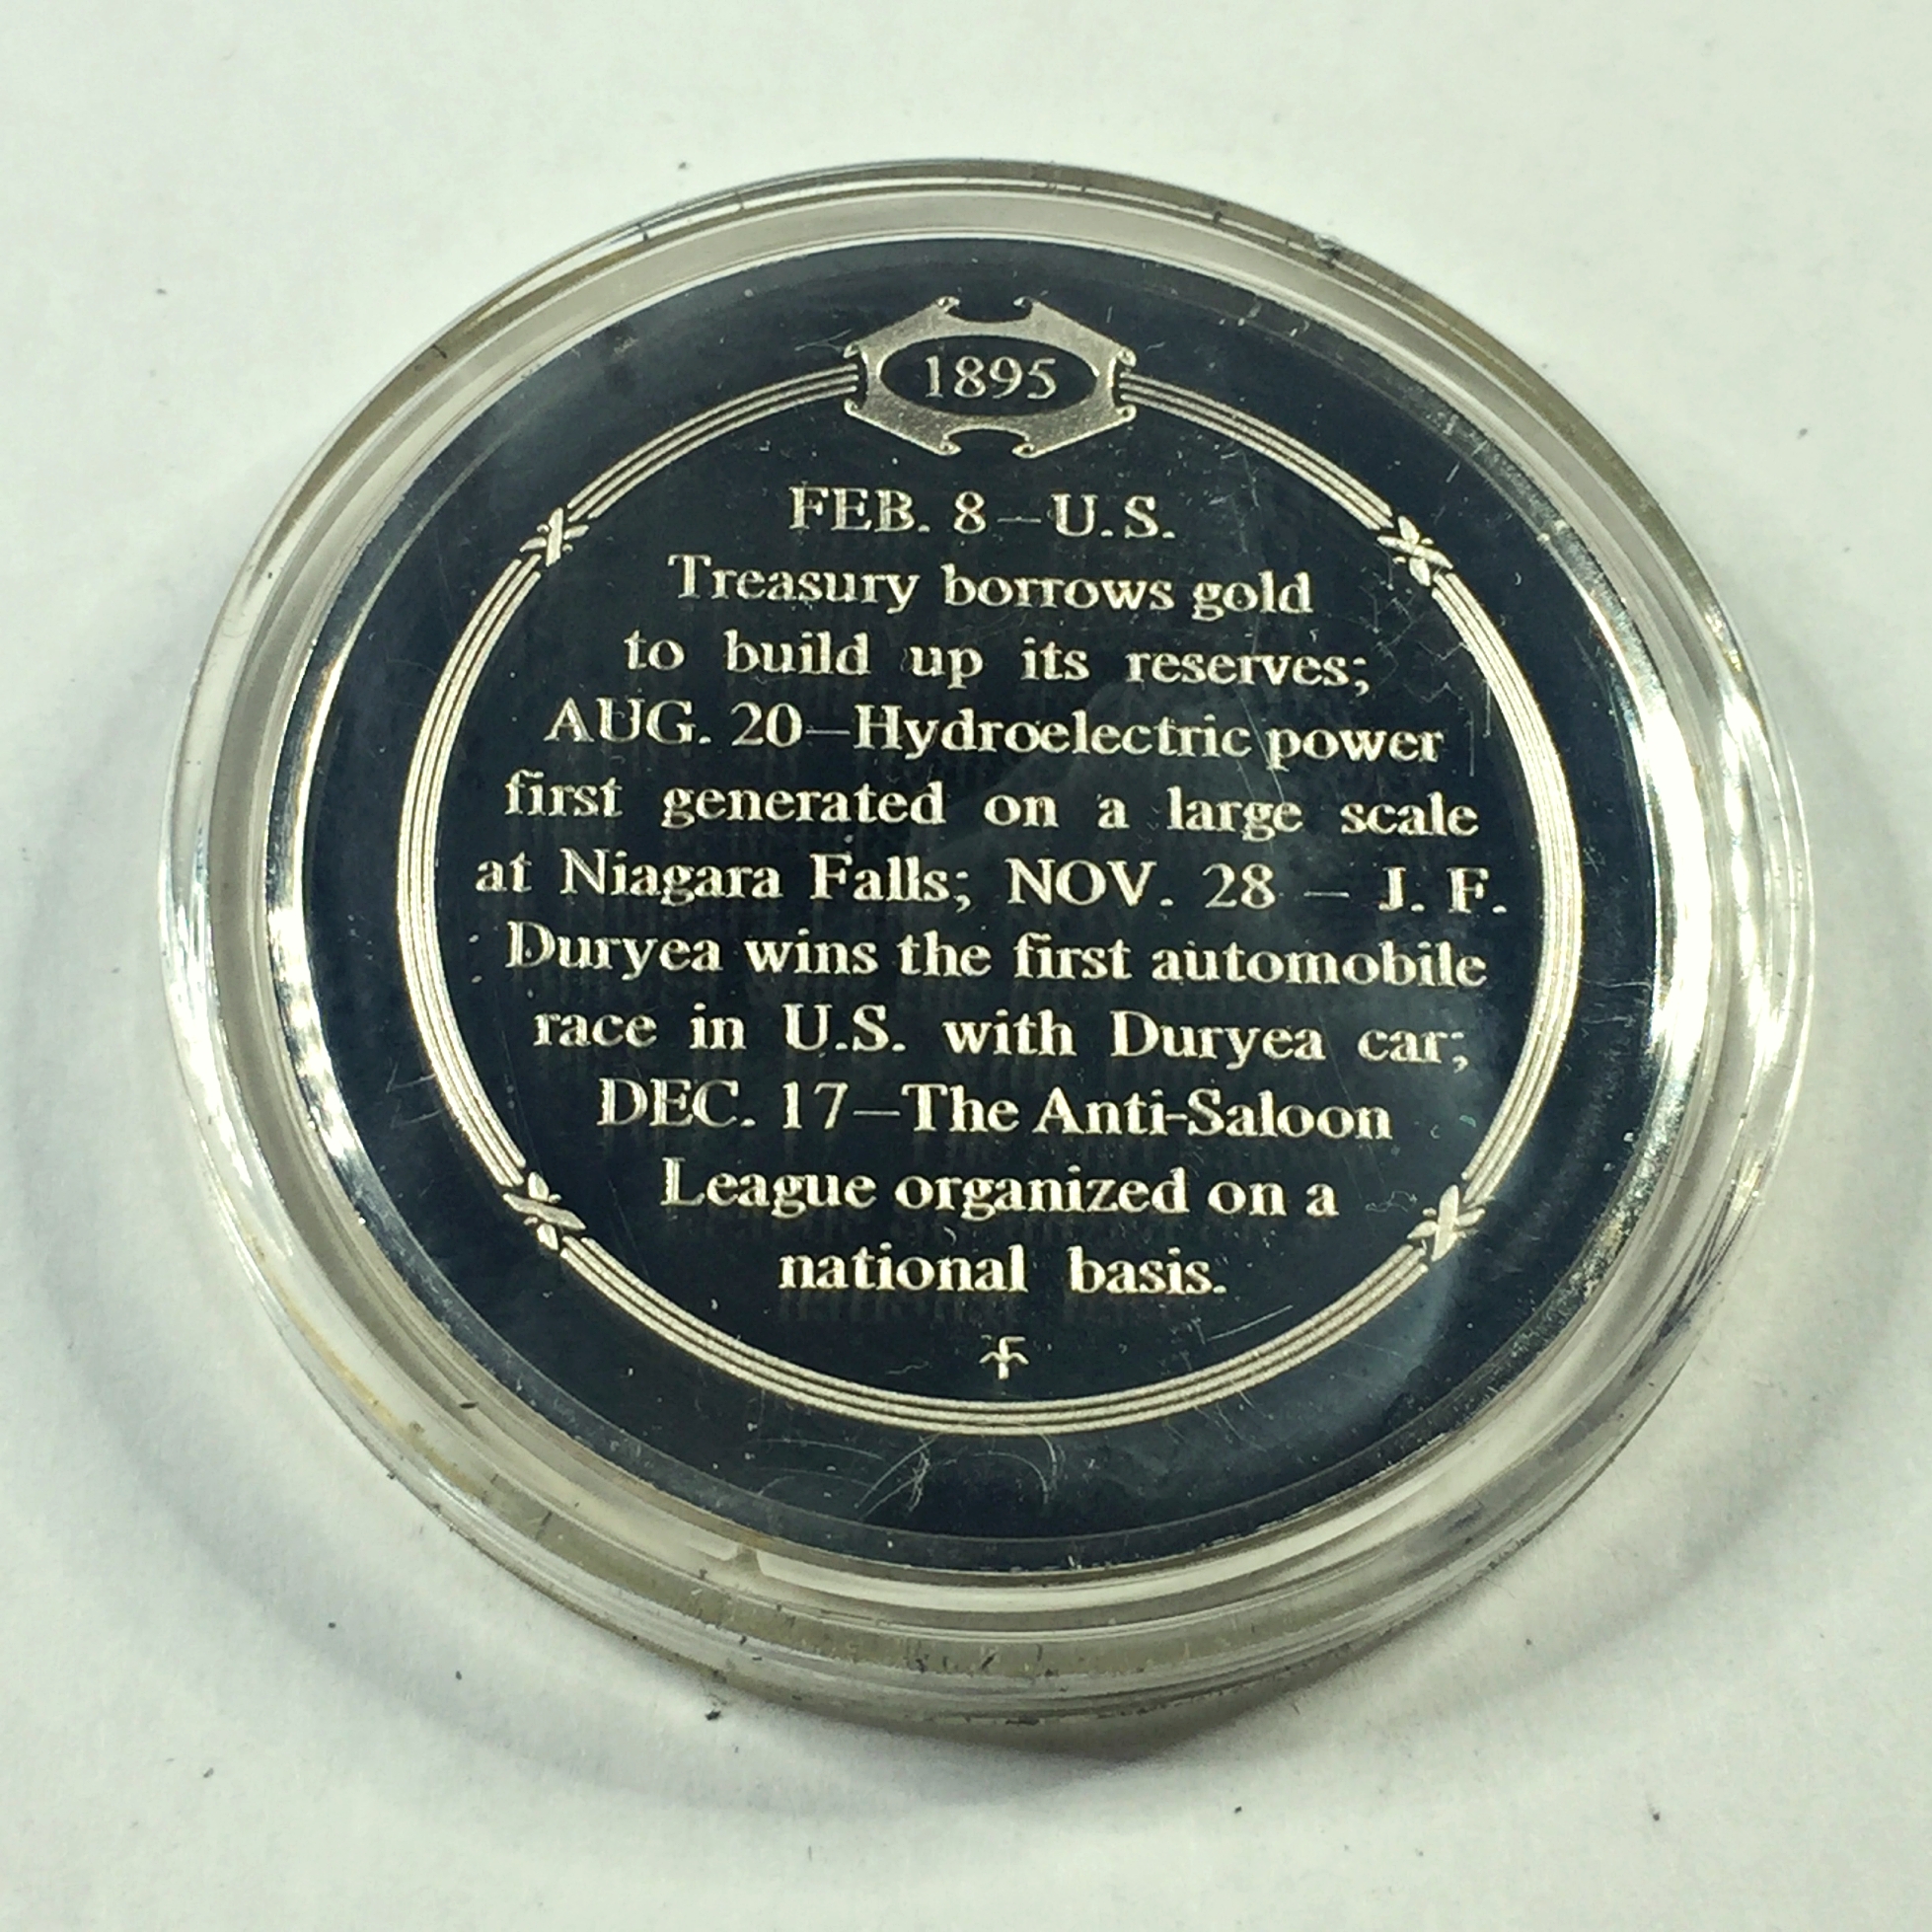 1895
FEB. 8—U.S.
Treasury borrows gold
to build up its reserves;
AUG. 20—Hydroelectric power
first generated on a large scale
at Niagara Falls; NOV. 28 — J. F.
Duryea wins the first automobile
race in U.S. with Duryea car;
DEC. 17—The Anti-Saloon
League organized on a
national basis.